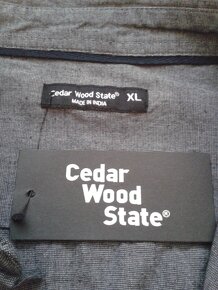 Cedar Wood State®
MADE IN INDIA
XL
Cedar
Wood
State®